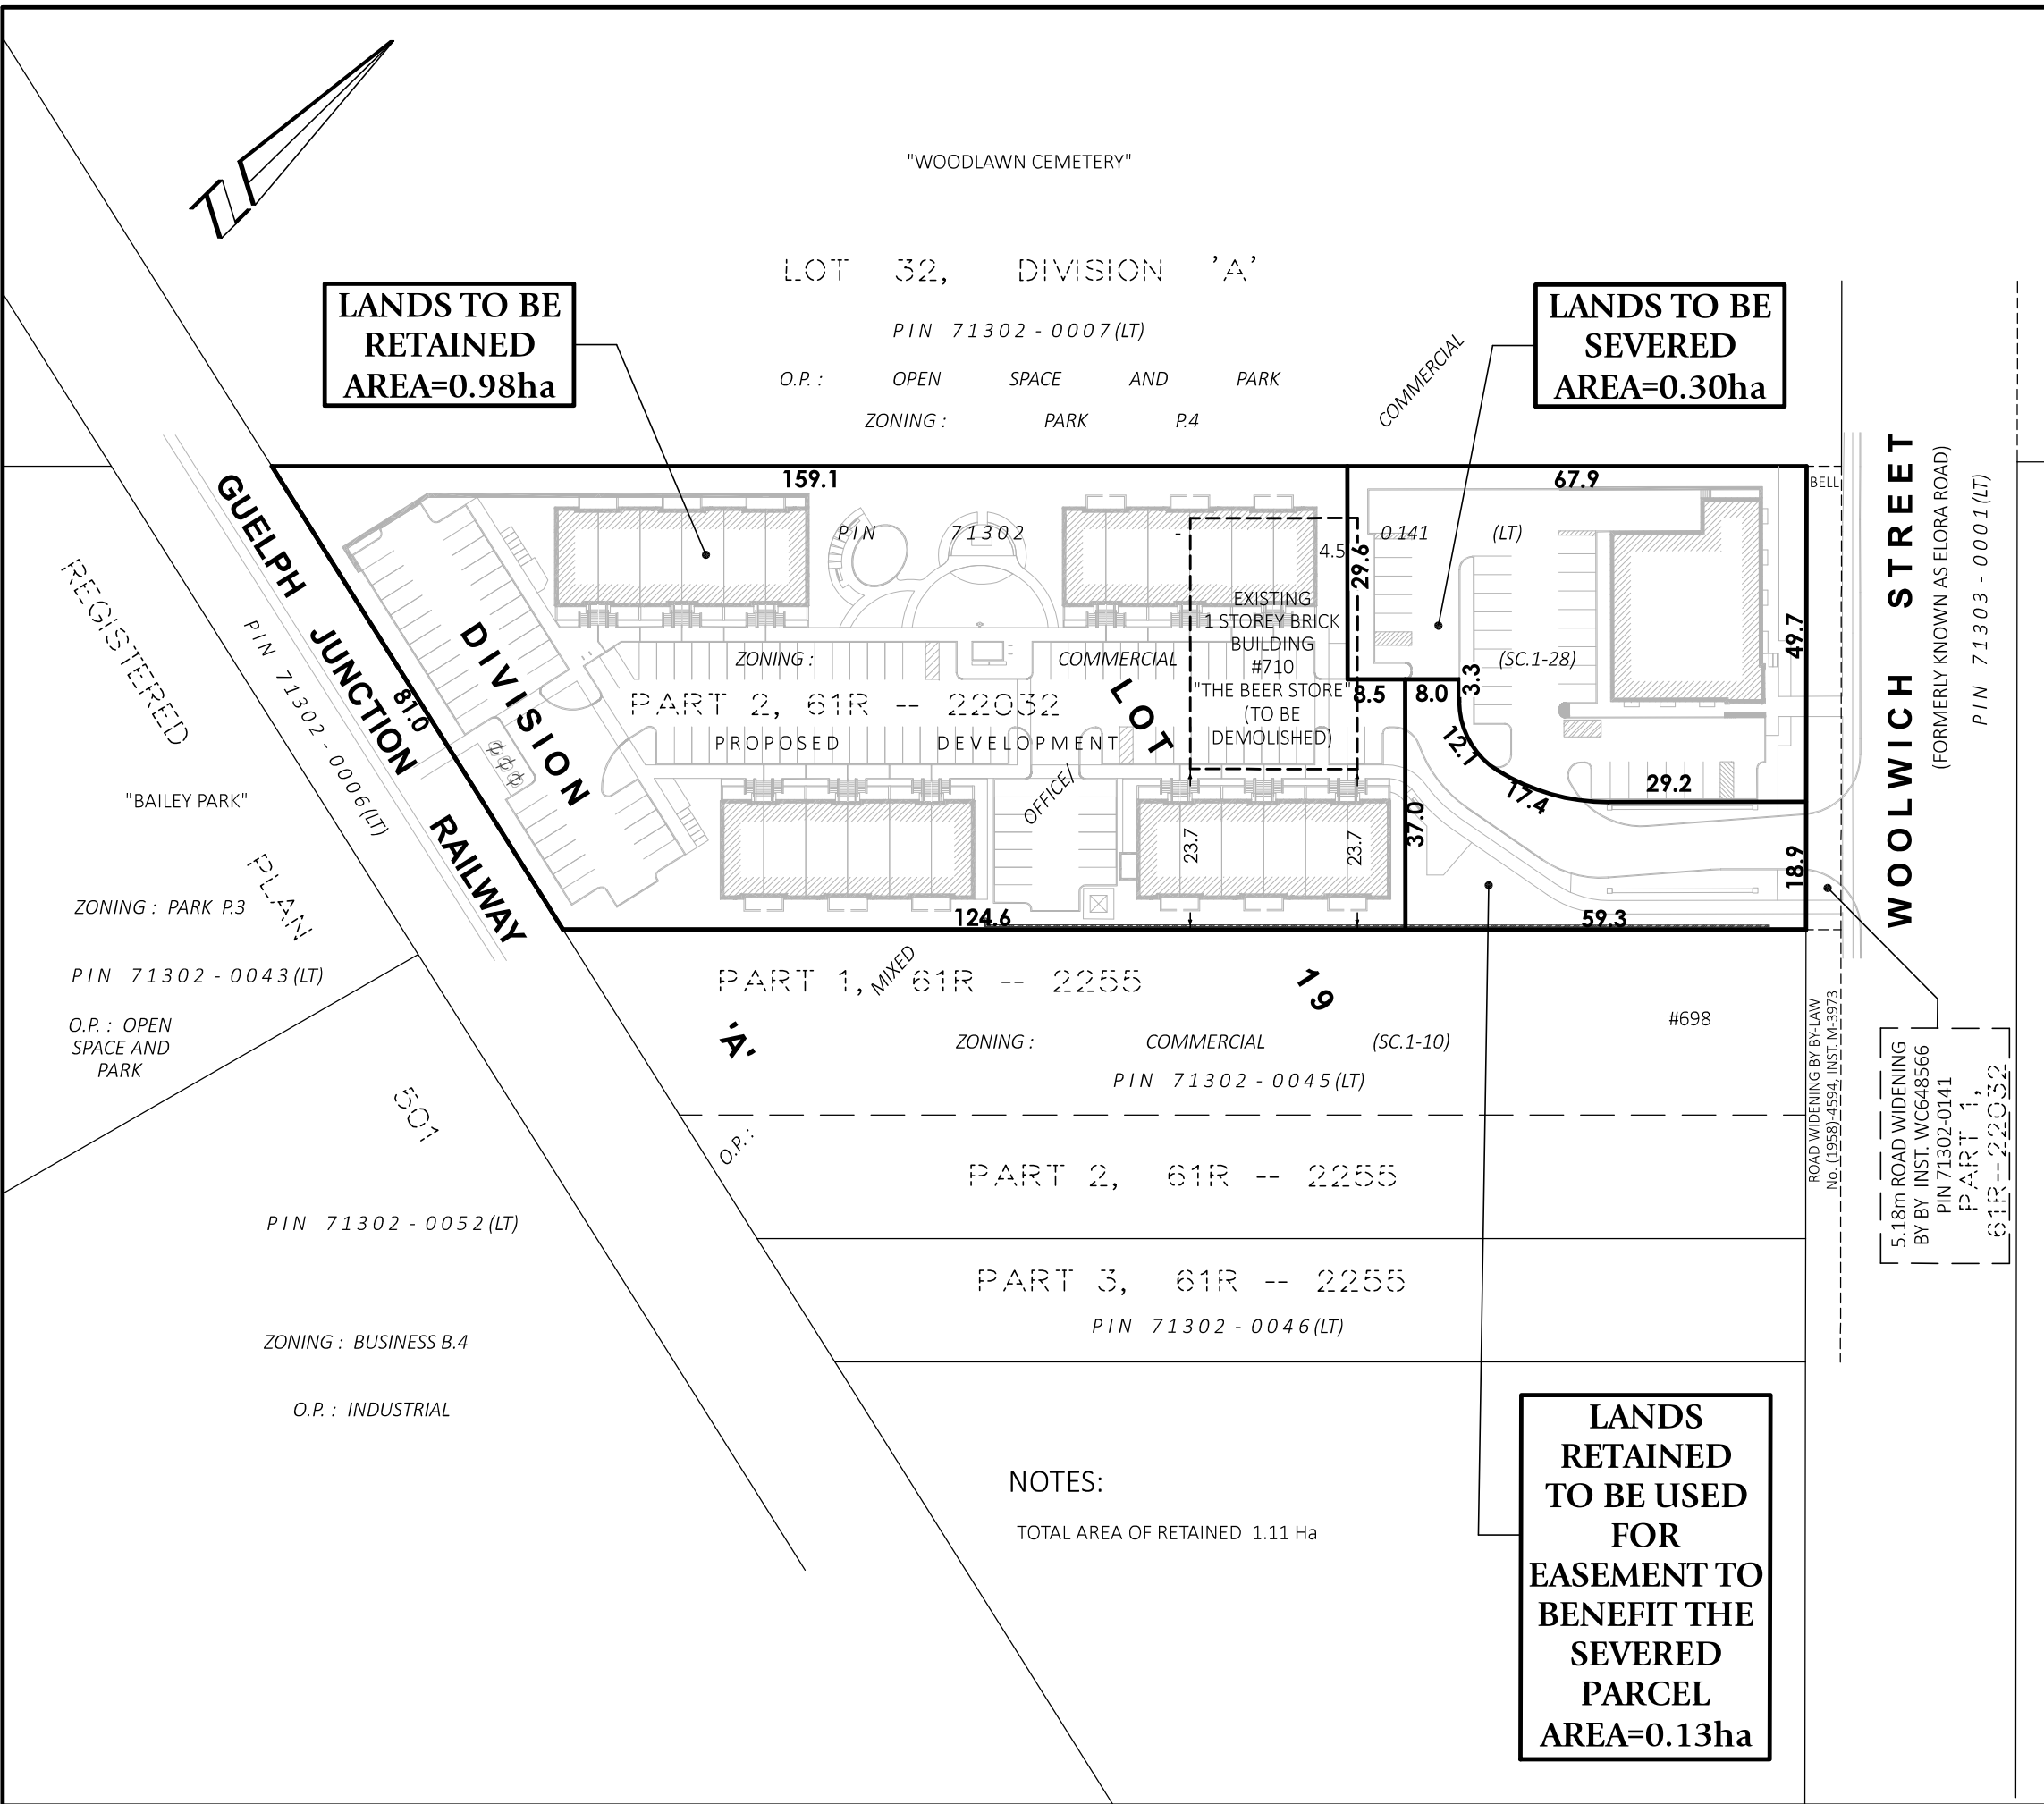 "WOODLAWN CEMETERY"
LOT 32, DIVISION 'A'
PIN 71302 - 0007 (LT)
O.P. : OPEN SPACE AND PARK
ZONING : PARK P.4
LANDS TO BE
RETAINED
AREA=0.98ha
COMMERCIAL
LANDS TO BE
SEVERED
AREA=0.30ha
159.1
67.9
BELL
PIN 71302 - 0141 (LT)
4.5
29.6
EXISTING
1 STOREY BRICK
BUILDING
#710
"THE BEER STORE"
(TO BE
DEMOLISHED)
ZONING : COMMERCIAL (SC.1-28)
PART 2, 61R -- 22032
PROPOSED DEVELOPMENT
LOT
DIVISION
OFFICE/
8.5
8.0
3.3
12.1
17.4
29.2
49.7
37.0
18.9
23.7
23.7
124.6
59.3
81.0
GUELPH JUNCTION RAILWAY
PIN 71302 - 0006 (LT)
WOOLWICH STREET
(FORMERLY KNOWN AS ELORA ROAD)
PIN 71303 - 0001 (LT)
REGISTERED
PLAN
501
"BAILEY PARK"
ZONING : PARK P.3
PIN 71302 - 0043 (LT)
O.P. : OPEN
SPACE AND
PARK
PART 1, 61R -- 2255
MIXED
19
'A'
#698
ZONING : COMMERCIAL (SC.1-10)
PIN 71302 - 0045 (LT)
O.P. :
PART 2, 61R -- 2255
PART 3, 61R -- 2255
PIN 71302 - 0046 (LT)
ROAD WIDENING BY BY-LAW
No. (1958)-4594, INST. M-3973
5.18m ROAD WIDENING
BY BY INST. WC648566
PIN 71302-0141
PART 1,
61R--22032
PIN 71302 - 0052 (LT)
ZONING : BUSINESS B.4
O.P. : INDUSTRIAL
NOTES:
TOTAL AREA OF RETAINED 1.11 Ha
LANDS
RETAINED
TO BE USED
FOR
EASEMENT TO
BENEFIT THE
SEVERED
PARCEL
AREA=0.13ha